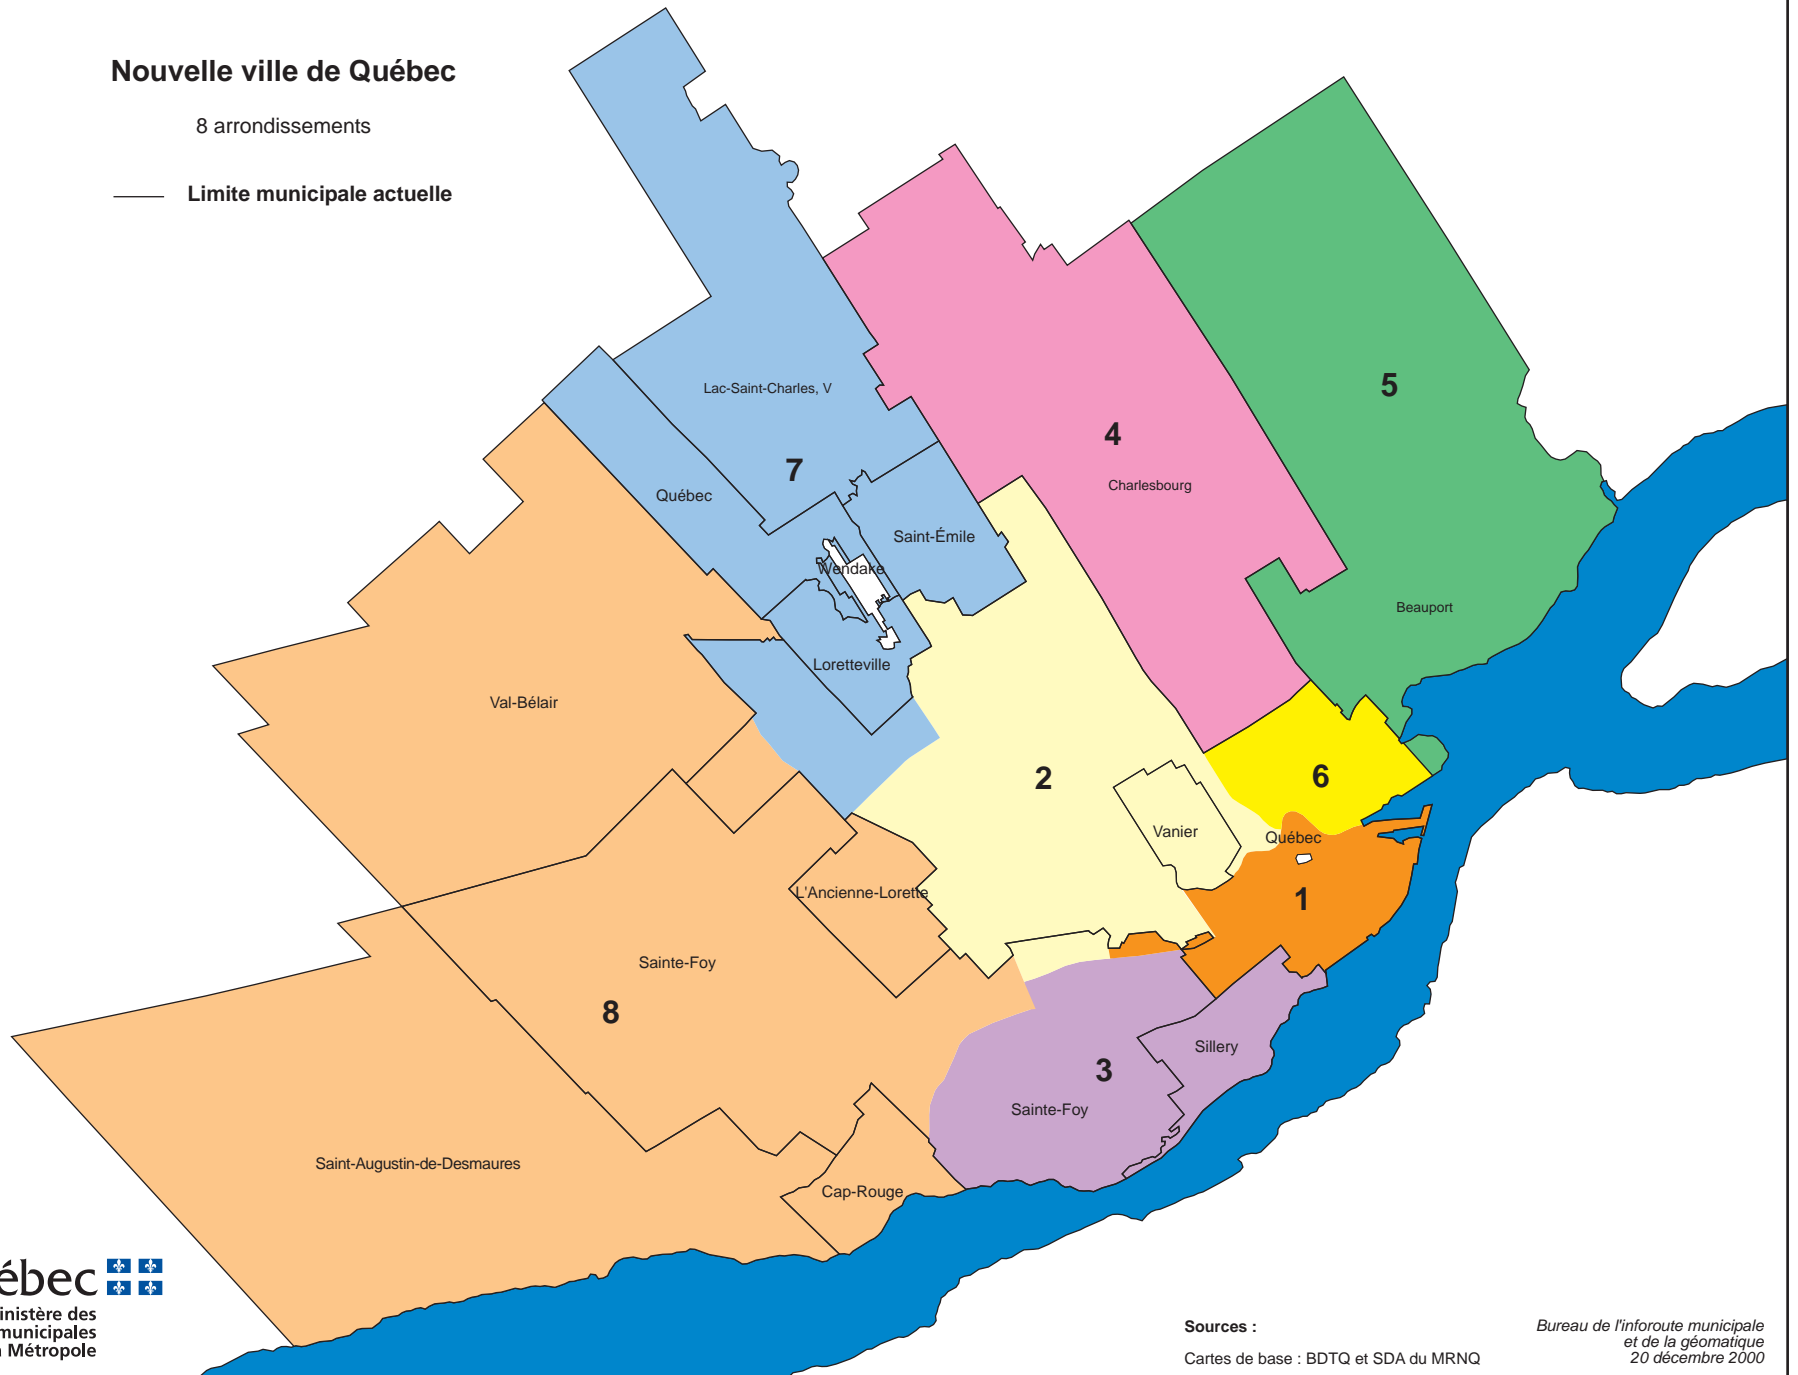 Nouvelle ville de Québec
8 arrondissements
Limite municipale actuelle
Lac-Saint-Charles, V
7
Québec
Saint-Émile
Wendake
Loretteville
4
Charlesbourg
5
Beauport
Val-Bélair
2
Vanier
6
Québec
1
L'Ancienne-Lorette
Sainte-Foy
8
3
Sillery
Sainte-Foy
Saint-Augustin-de-Desmaures
Cap-Rouge
ébec
inistère des
municipales
Métropole
Sources :
Cartes de base : BDTQ et SDA du MRNQ
Bureau de l'inforoute municipale
et de la géomatique
20 décembre 2000